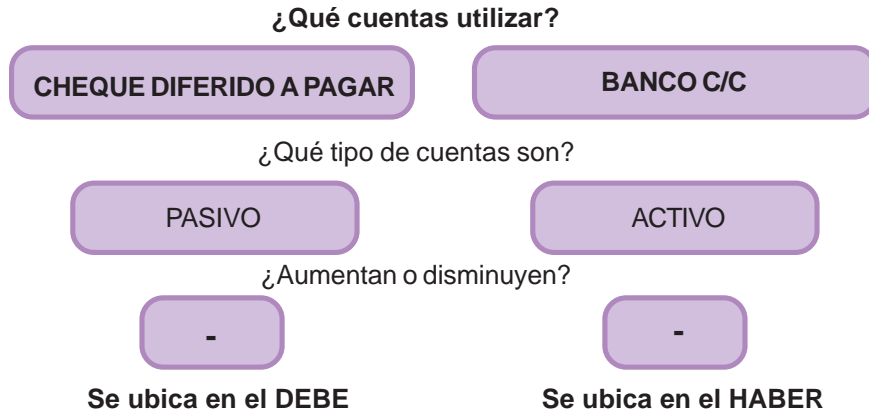 ¿Qué cuentas utilizar?
CHEQUE DIFERIDO A PAGAR
BANCO C/C
¿Qué tipo de cuentas son?
PASIVO
ACTIVO
¿Aumentan o disminuyen?
-
-
Se ubica en el DEBE
Se ubica en el HABER